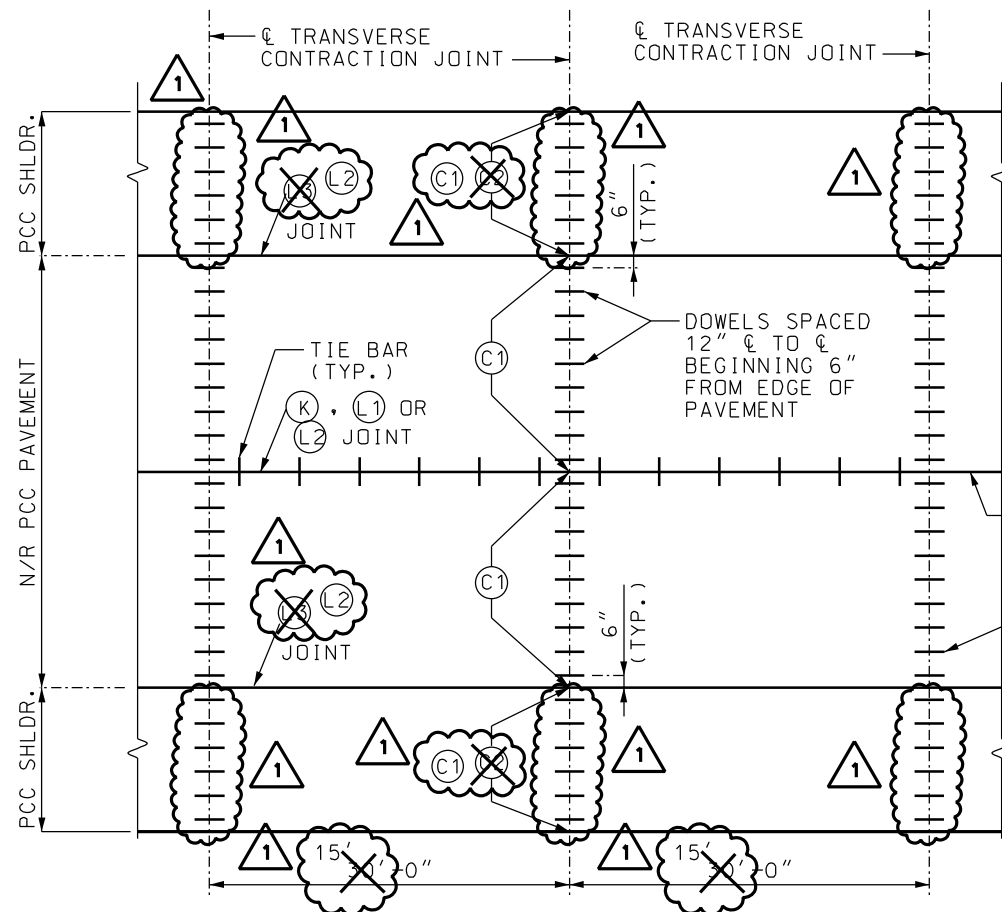 ℄ TRANSVERSE
CONTRACTION JOINT
℄ TRANSVERSE
CONTRACTION JOINT
1
1
1
PCC SHLDR.
L3 L2
JOINT
C1 C2
1
1
6"
(TYP.)
DOWELS SPACED
12" ℄ TO ℄
BEGINNING 6"
FROM EDGE OF
PAVEMENT
C1
TIE BAR
(TYP.)
K , L1 OR
L2 JOINT
N/R PCC PAVEMENT
1
L3 L2
JOINT
C1
6"
(TYP.)
PCC SHLDR.
1
1
C1 C2
1
1
1
15'
30'-0"
1
15'
30'-0"